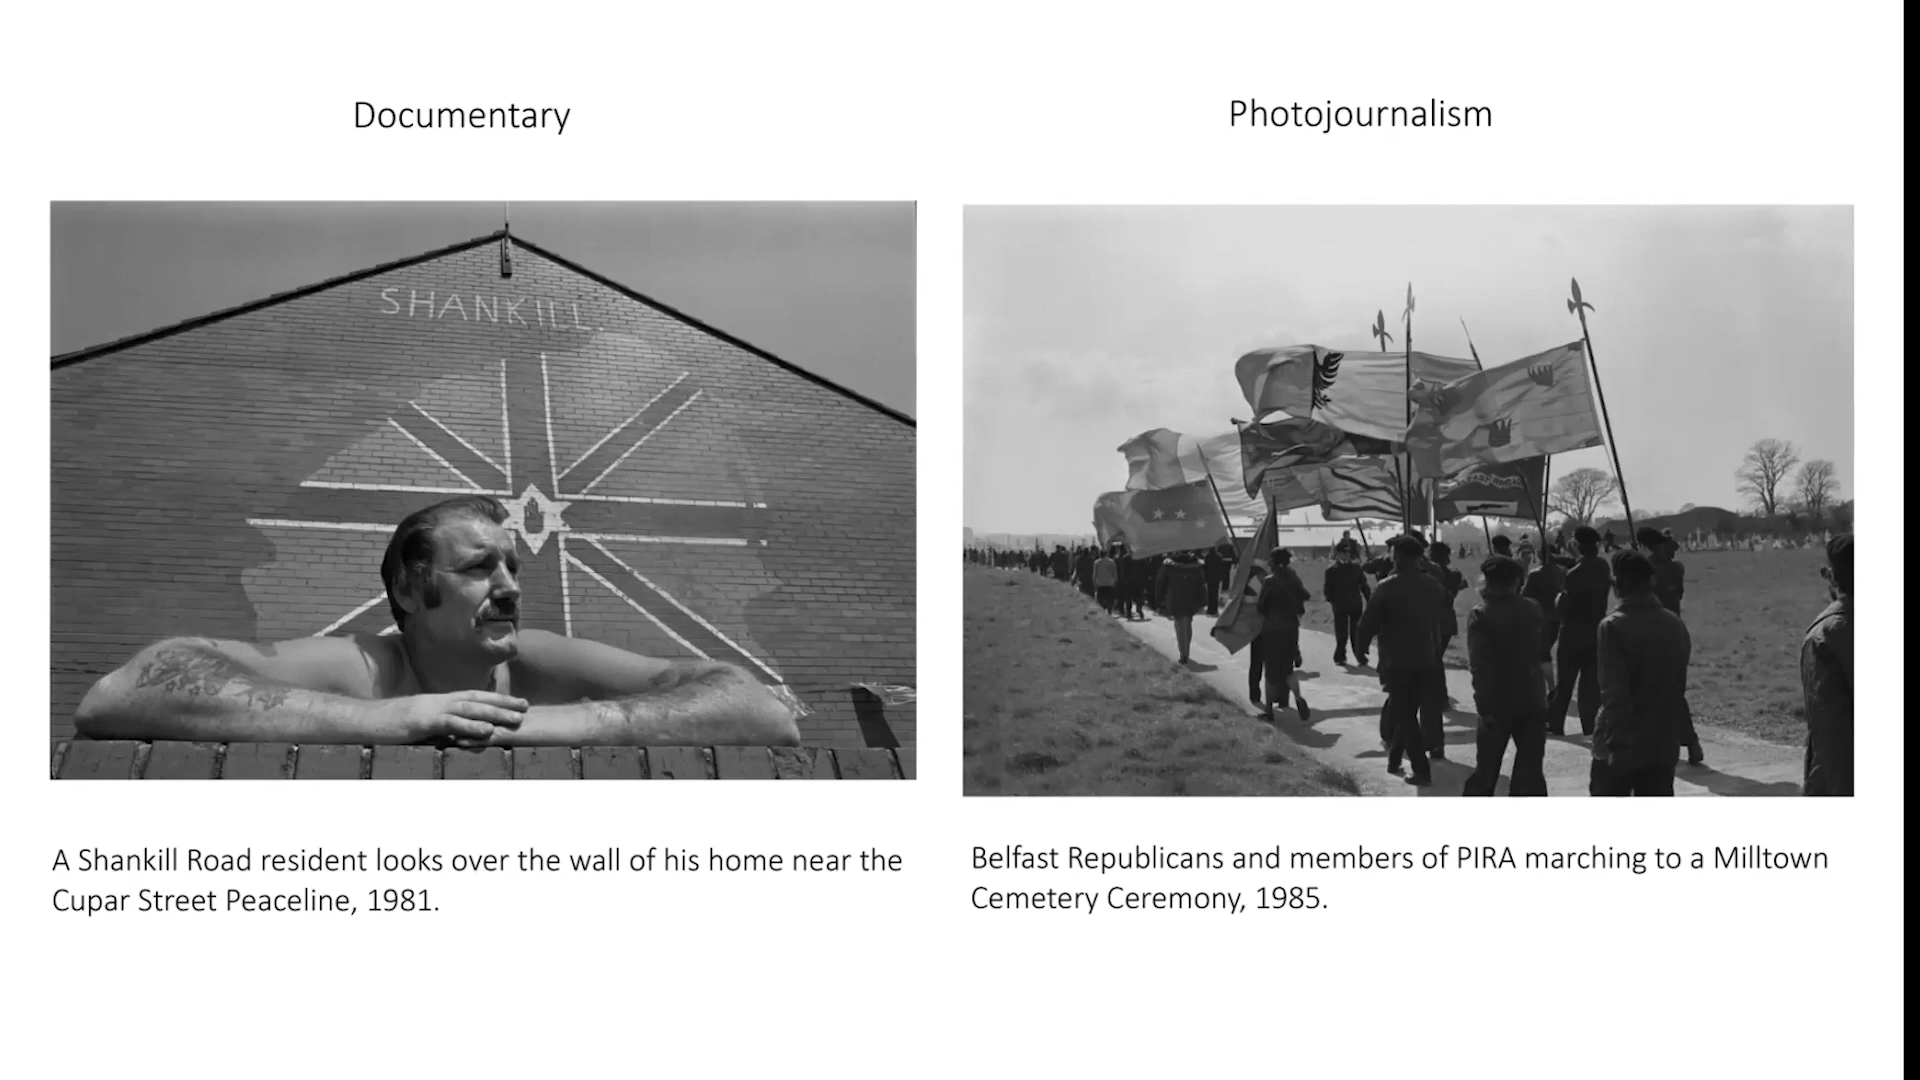 Documentary
Photojournalism
SHANKILL.
A Shankill Road resident looks over the wall of his home near the
Cupar Street Peaceline, 1981.
Belfast Republicans and members of PIRA marching to a Milltown
Cemetery Ceremony, 1985.